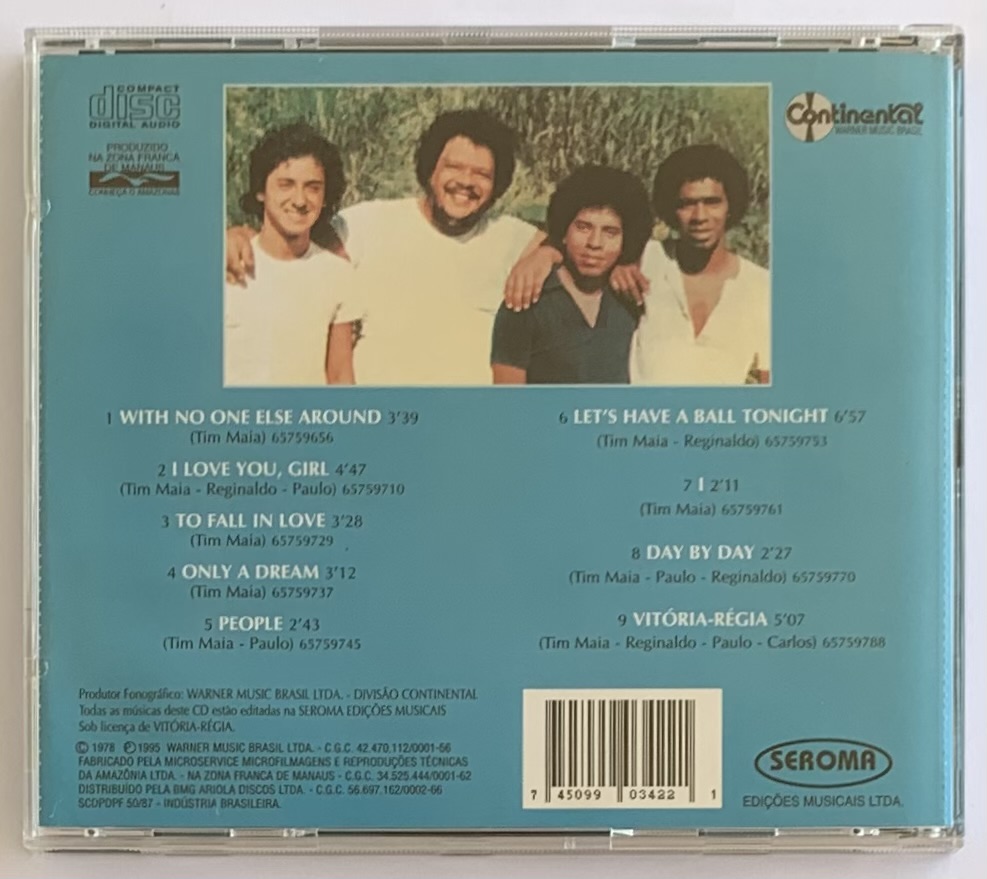 COMPACT
disc
DIGITAL AUDIO
PRODUZIDO
NA ZONA FRANCA
DE MANAUS
CONHEÇA O AMAZONAS
Continental
WARNER MUSIC BRASIL
1 WITH NO ONE ELSE AROUND 3'39
(Tim Maia) 65759656
2 I LOVE YOU, GIRL 4'47
(Tim Maia - Reginaldo - Paulo) 65759710
3 TO FALL IN LOVE 3'28
(Tim Maia) 65759729
4 ONLY A DREAM 3'12
(Tim Maia) 65759737
5 PEOPLE 2'43
(Tim Maia - Paulo) 65759745
6 LET'S HAVE A BALL TONIGHT 6'57
(Tim Maia - Reginaldo) 65759753
7 I 2'11
(Tim Maia) 65759761
8 DAY BY DAY 2'27
(Tim Maia - Paulo - Reginaldo) 65759770
9 VITÓRIA-RÉGIA 5'07
(Tim Maia - Reginaldo - Paulo - Carlos) 65759788
Produtor Fonográfico: WARNER MUSIC BRASIL LTDA. - DIVISÃO CONTINENTAL
Todas as músicas deste CD estão editadas na SEROMA EDIÇÕES MUSICAIS
Sob licença de VITÓRIA-RÉGIA.
© 1978 ℗ 1995 WARNER MUSIC BRASIL LTDA. - C.G.C. 42.470.112/0001-56
FABRICADO PELA MICROSERVICE MICROFILMAGENS E REPRODUÇÕES TÉCNICAS
DA AMAZÔNIA LTDA. - NA ZONA FRANCA DE MANAUS - C.G.C. 34.525.444/0001-62
DISTRIBUÍDO PELA BMG ARIOLA DISCOS LTDA. - C.G.C. 56.697.162/0002-66
SCDPDPF 50/87 - INDÚSTRIA BRASILEIRA.
7 45099 03422 1
SEROMA
EDIÇÕES MUSICAIS LTDA.